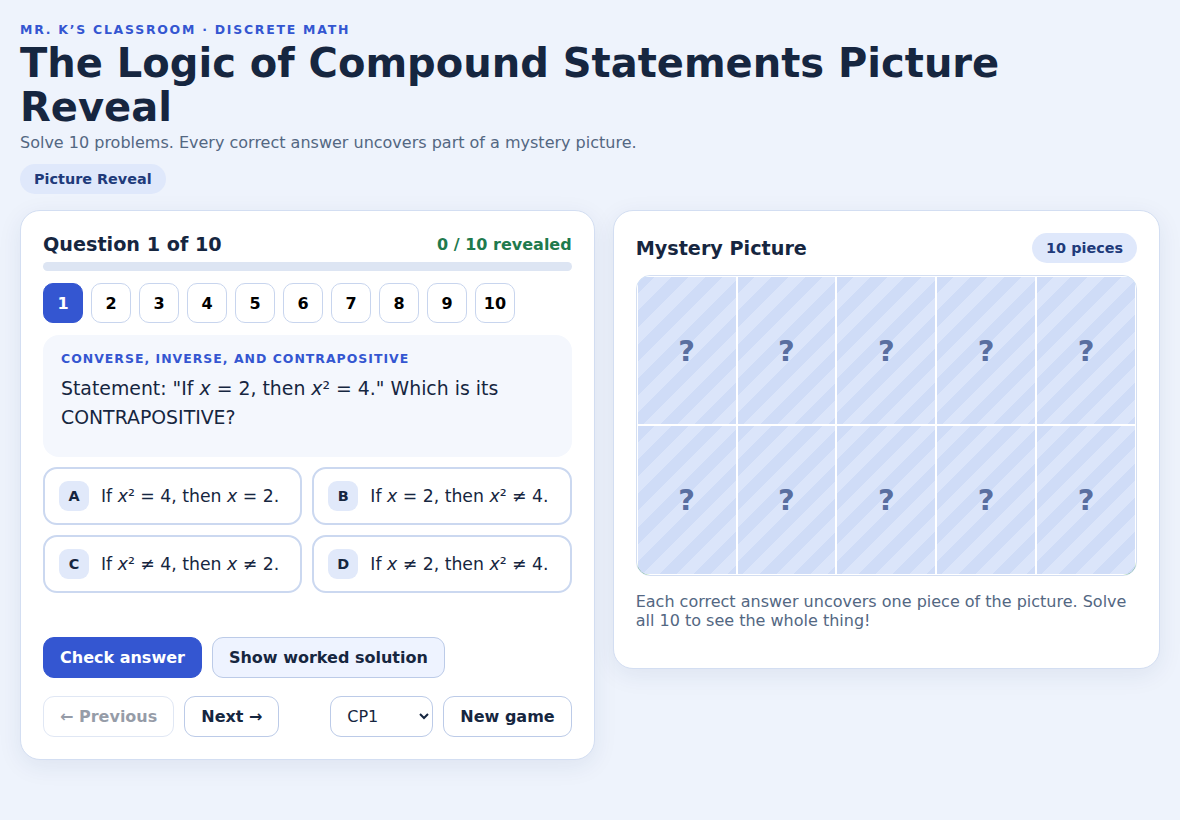 MR. K’S CLASSROOM · DISCRETE MATH
The Logic of Compound Statements Picture
Reveal
Solve 10 problems. Every correct answer uncovers part of a mystery picture.
Picture Reveal
Question 1 of 10
0 / 10 revealed
1 2 3 4 5 6 7 8 9 10
CONVERSE, INVERSE, AND CONTRAPOSITIVE
Statement: "If x = 2, then x² = 4." Which is its
CONTRAPOSITIVE?
A If x² = 4, then x = 2.
B If x = 2, then x² ≠ 4.
C If x² ≠ 4, then x ≠ 2.
D If x ≠ 2, then x² ≠ 4.
Check answer
Show worked solution
← Previous
Next →
CP1
New game
Mystery Picture
10 pieces
? ? ? ? ?
? ? ? ? ?
Each correct answer uncovers one piece of the picture. Solve
all 10 to see the whole thing!